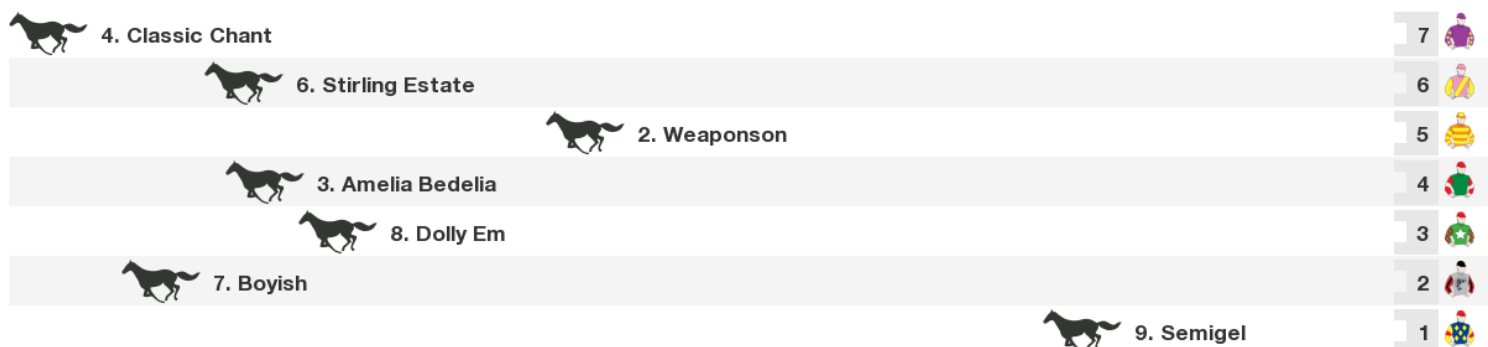 4. Classic Chant 7
6. Stirling Estate 6
2. Weaponson 5
3. Amelia Bedelia 4
8. Dolly Em 3
7. Boyish 2
9. Semigel 1